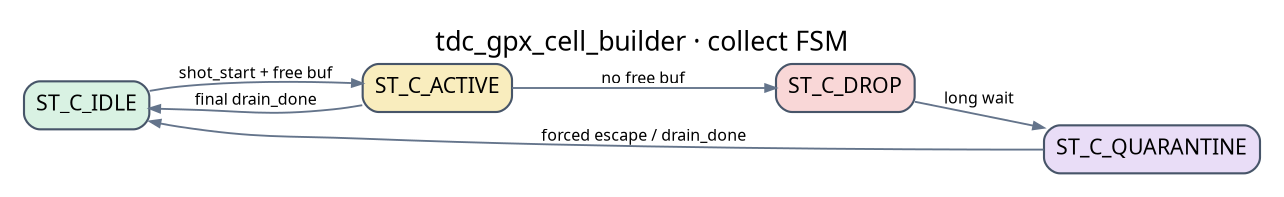 tdc_gpx_cell_builder · collect FSM
shot_start + free buf
ST_C_IDLE
final drain_done
ST_C_ACTIVE
no free buf
ST_C_DROP
long wait
ST_C_QUARANTINE
forced escape / drain_done